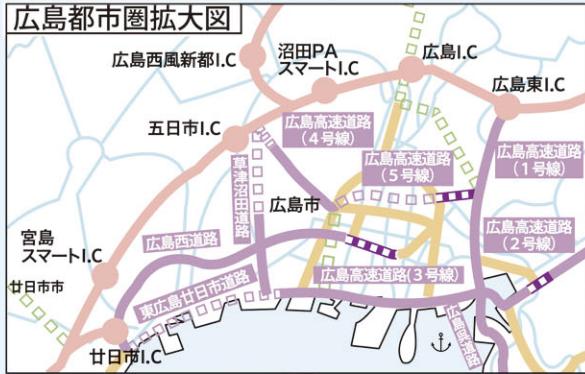 広島都市圏拡大図
広島西風新都I.C
沼田PA
スマートI.C
広島I.C
広島東I.C
五日市I.C
広島高速道路
(4号線)
広島高速道路
(5号線)
広島高速道路
(1号線)
草津沼田道路
広島市
広島西道路
広島高速道路
(2号線)
宮島
スマートI.C
廿日市市
東広島廿日市道路
広島高速道路(3号線)
広島呉道路
廿日市I.C